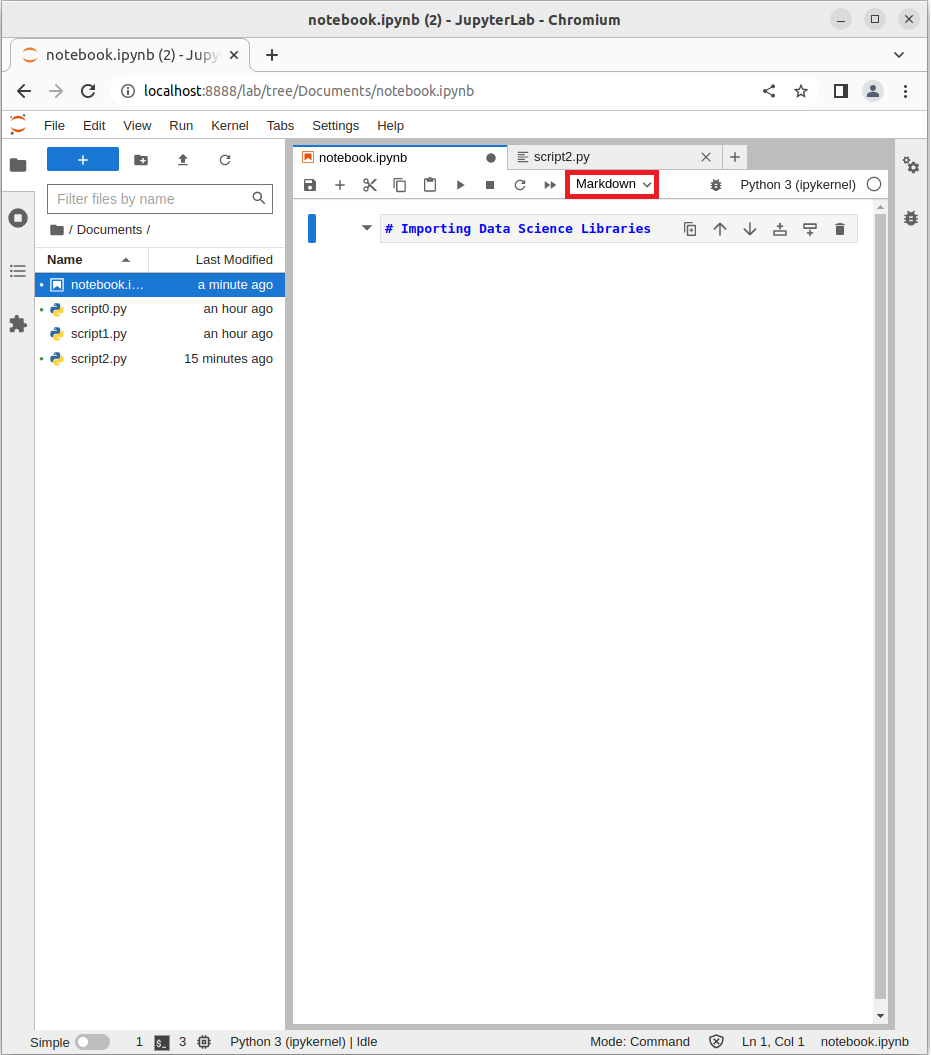 notebook.ipynb (2) - JupyterLab - Chromium
notebook.ipynb (2) - Jupy
localhost:8888/lab/tree/Documents/notebook.ipynb
File Edit View Run Kernel Tabs Settings Help
notebook.ipynb
script2.py
Markdown
Python 3 (ipykernel)
Filter files by name
/ Documents /
Name Last Modified
notebook.i… a minute ago
script0.py an hour ago
script1.py an hour ago
script2.py 15 minutes ago
# Importing Data Science Libraries
Simple 1 $_ 3 Python 3 (ipykernel) | Idle Mode: Command Ln 1, Col 1 notebook.ipynb